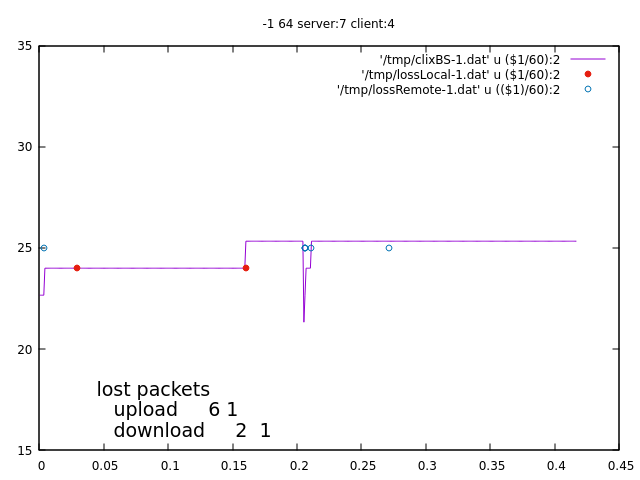 -1 64 server:7 client:4
'/tmp/clixBS-1.dat' u ($1/60):2
'/tmp/lossLocal-1.dat' u ($1/60):2
'/tmp/lossRemote-1.dat' u (($1)/60):2
35
30
25
20
15
lost packets
upload 6 1
download 2 1
0 0.05 0.1 0.15 0.2 0.25 0.3 0.35 0.4 0.45